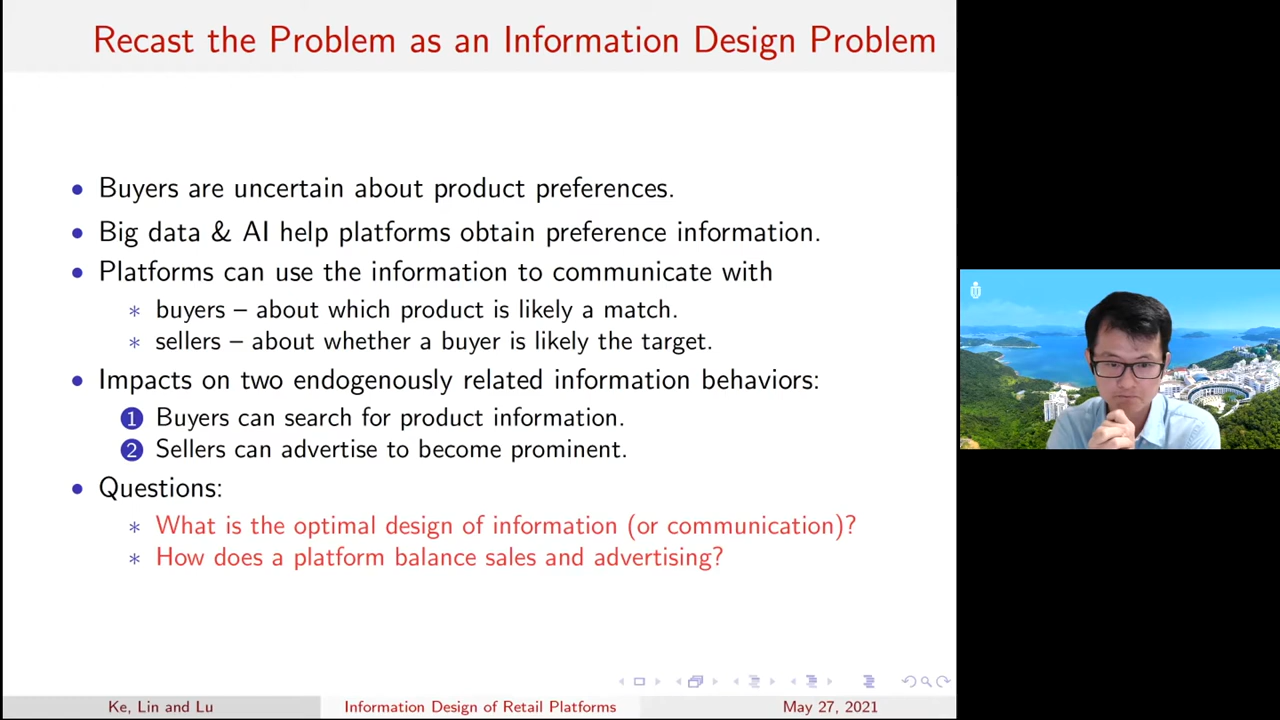 Recast the Problem as an Information Design Problem
• Buyers are uncertain about product preferences.
• Big data & AI help platforms obtain preference information.
• Platforms can use the information to communicate with
* buyers – about which product is likely a match.
* sellers – about whether a buyer is likely the target.
• Impacts on two endogenously related information behaviors:
1 Buyers can search for product information.
2 Sellers can advertise to become prominent.
• Questions:
* What is the optimal design of information (or communication)?
* How does a platform balance sales and advertising?
Ke, Lin and Lu Information Design of Retail Platforms May 27, 2021